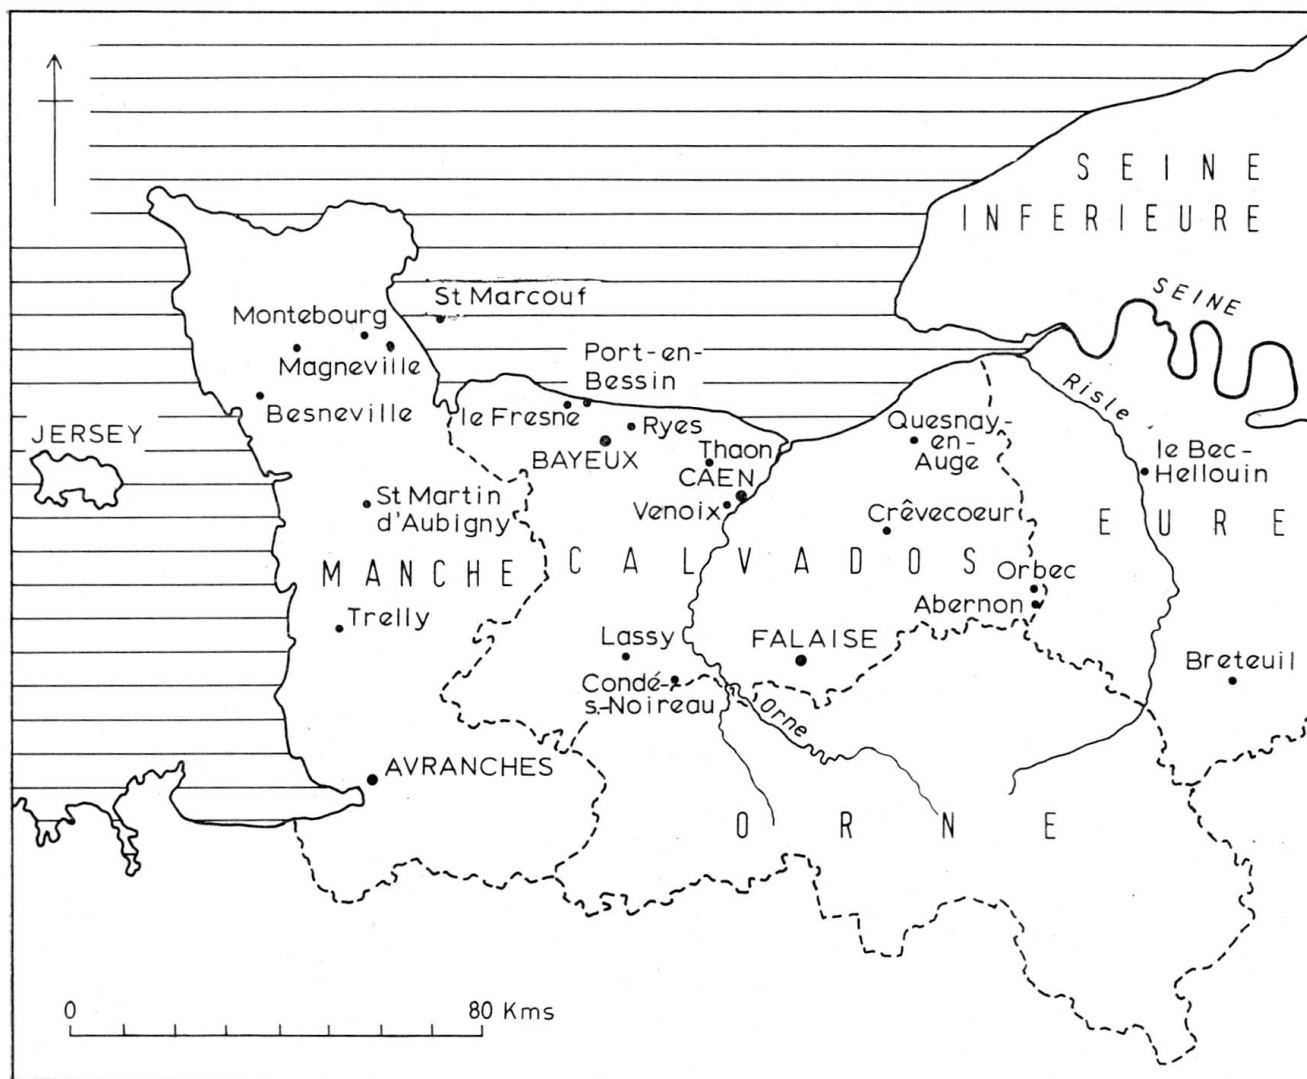 SEINE
INFERIEURE
SEINE
St Marcouf
Montebourg
Magneville
Port-en-
Bessin
Besneville
le Fresne
Risle
JERSEY
Ryes
BAYEUX
Thaon
CAEN
Quesnay-
en-
Auge
le Bec-
Hellouin
St Martin
d'Aubigny
Venoix
Crêvecoeur
EURE
MANCHE
CALVADOS
Orbec
Abernon
Trelly
Lassy
FALAISE
Condé-
s-Noireau
Breteuil
Orne
AVRANCHES
ORNE
0 80 Kms